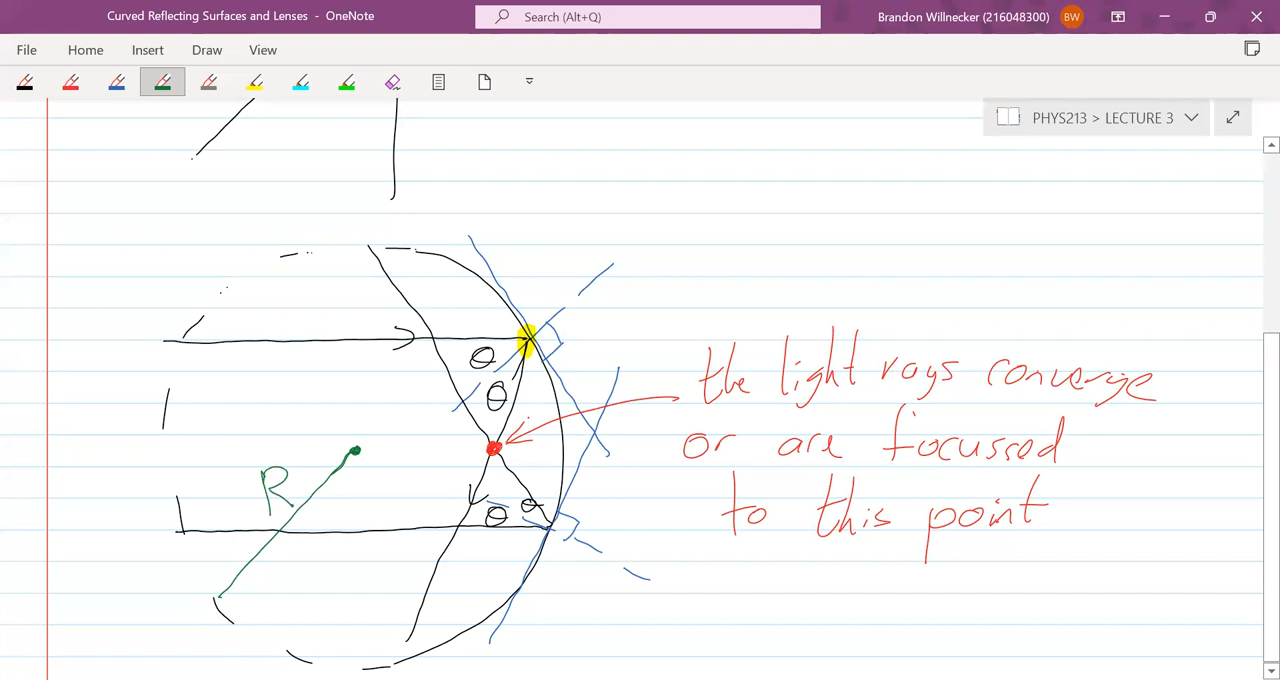 Curved Reflecting Surfaces and Lenses - OneNote
Search (Alt+Q)
Brandon Willnecker (216048300)
BW
File Home Insert Draw View
PHYS213 > LECTURE 3
θ
θ
the light rays converge
or are focussed
to this point
R
θ θ